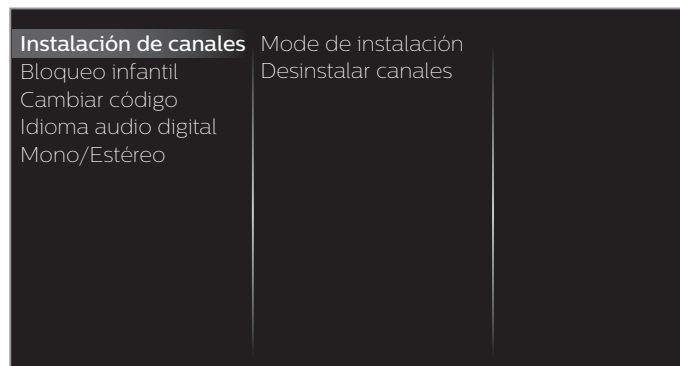 Instalación de canales
Bloqueo infantil
Cambiar código
Idioma audio digital
Mono/Estéreo
Mode de instalación
Desinstalar canales